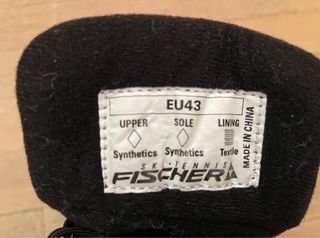 EU43
UPPER SOLE LINING
Synthetics Synthetics Textile
SKI·TENNIS
FISCHER
MADE IN CHINA